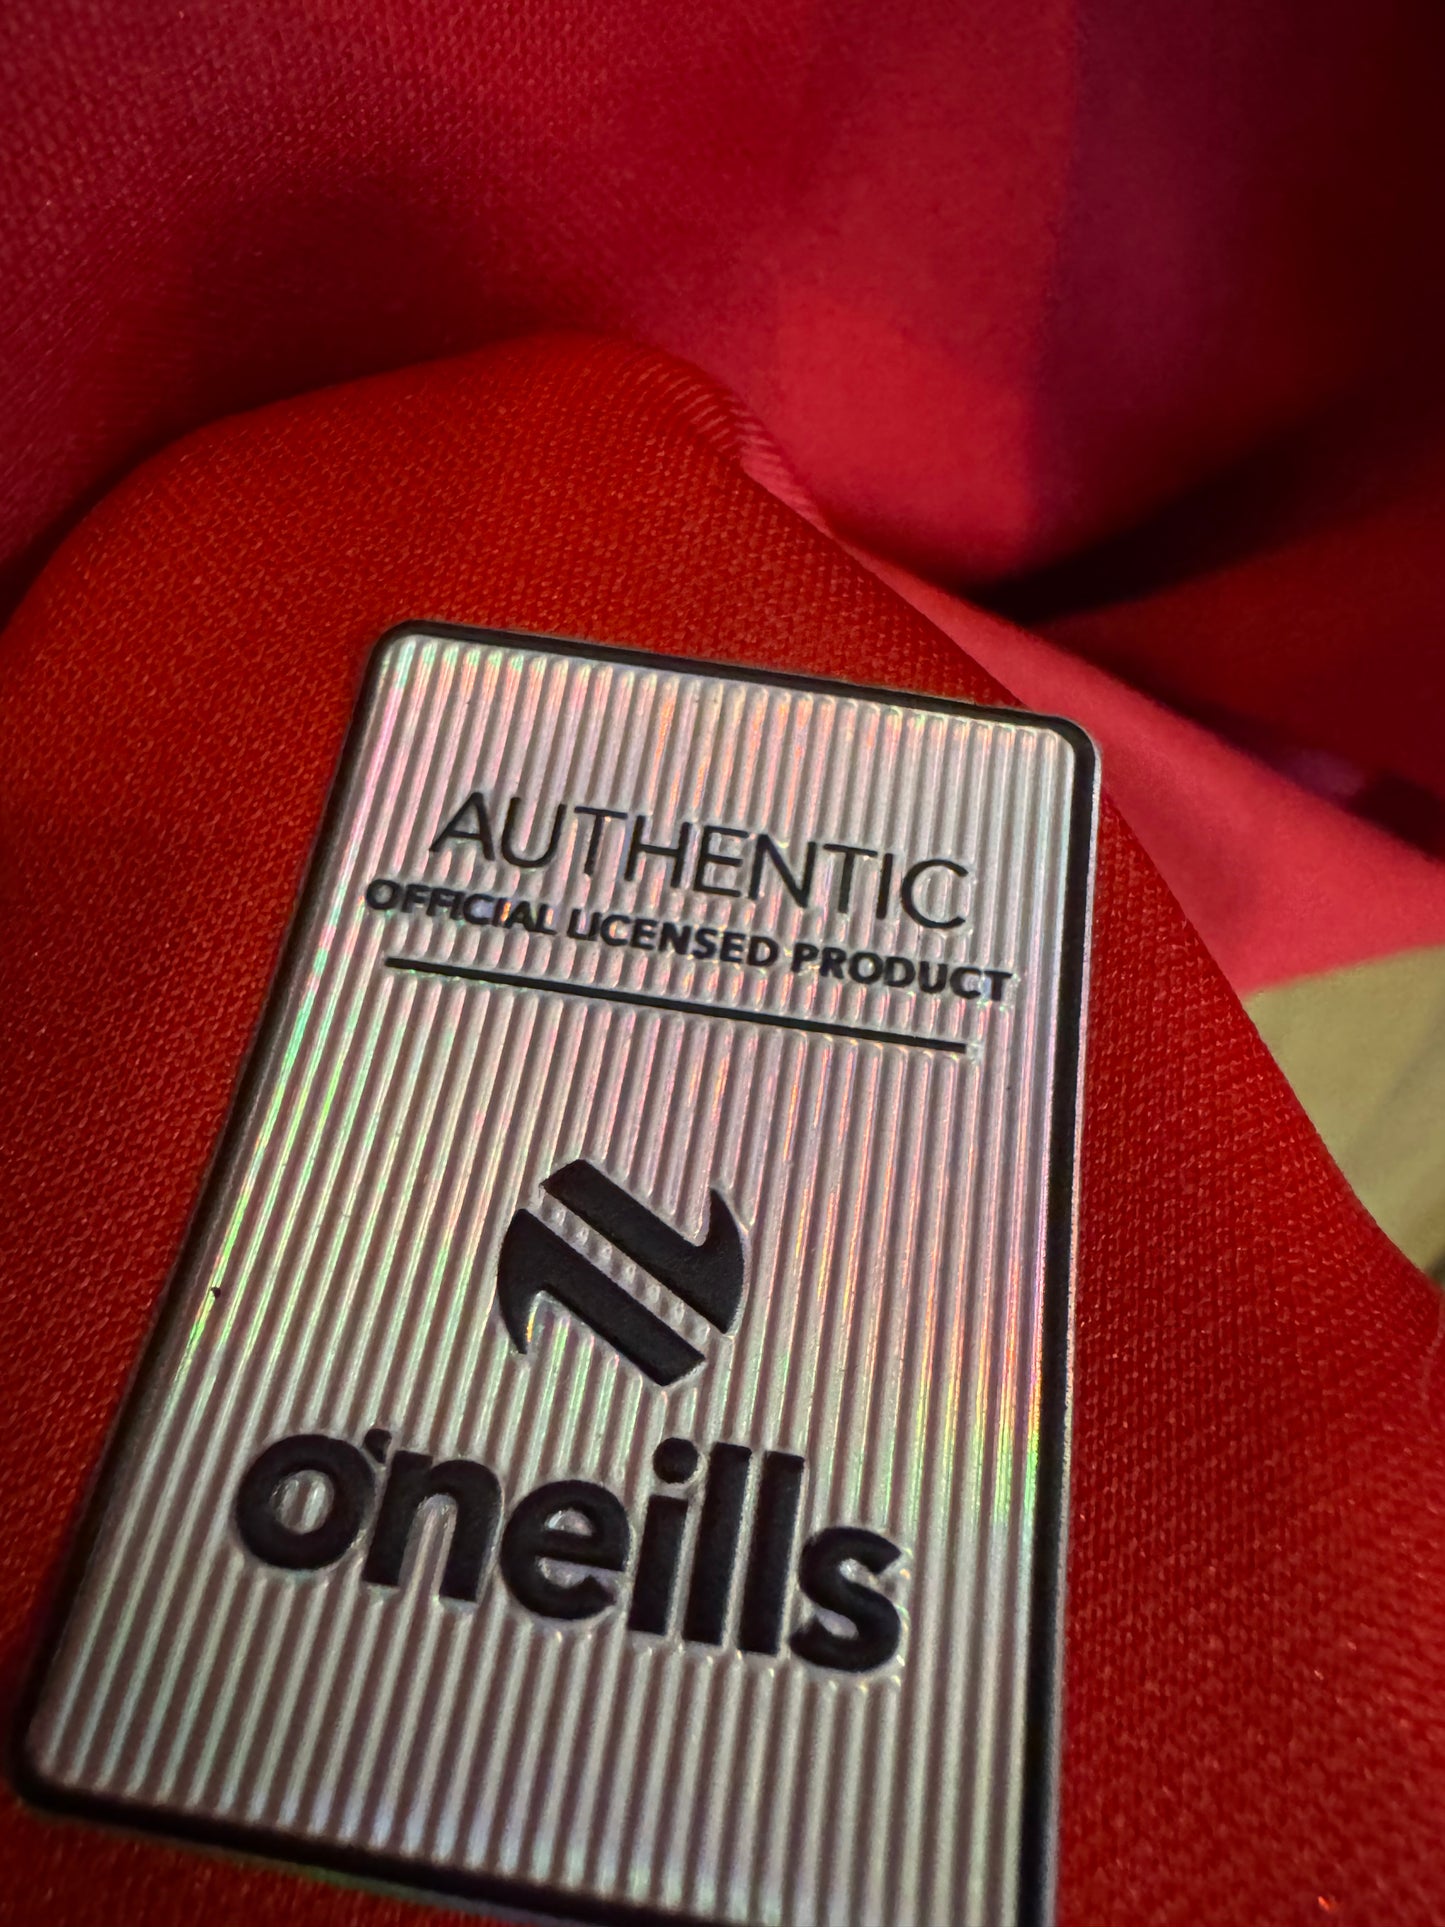 AUTHENTIC
OFFICIAL LICENSED PRODUCT
o'neills